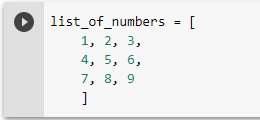 list_of_numbers = [
    1, 2, 3,
    4, 5, 6,
    7, 8, 9
    ]